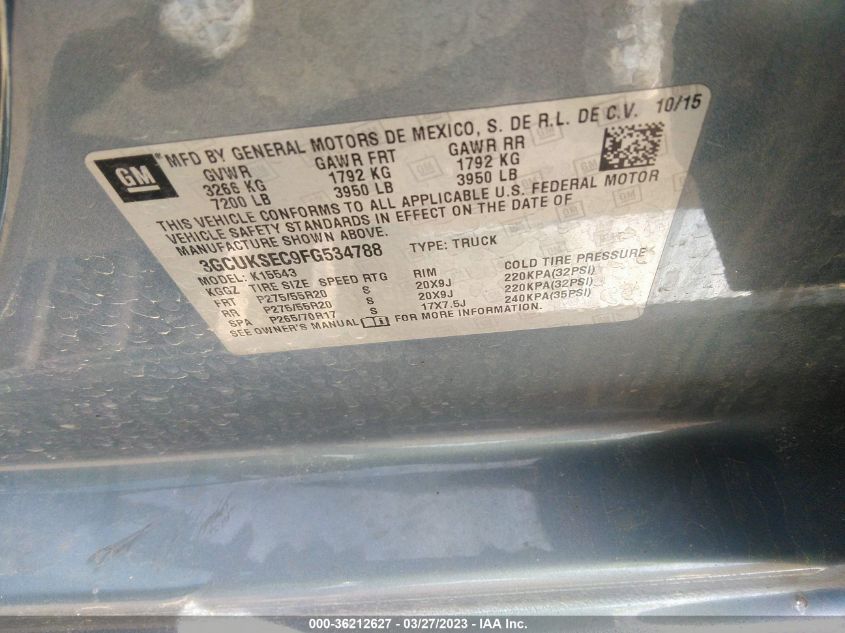 GM
MFD BY GENERAL MOTORS DE MEXICO, S. DE R.L. DE C.V. 10/15
GVWR GAWR FRT GAWR RR
3266 KG 1792 KG 1792 KG
7200 LB 3950 LB 3950 LB
THIS VEHICLE CONFORMS TO ALL APPLICABLE U.S. FEDERAL MOTOR
VEHICLE SAFETY STANDARDS IN EFFECT ON THE DATE OF
MANUFACTURE SHOWN ABOVE.
3GCUKSEC9FG534788 TYPE: TRUCK
MODEL: K15543
KGGZ TIRE SIZE SPEED RTG RIM COLD TIRE PRESSURE
FRT P275/55R20 S 20X9J 220KPA(32PSI)
RR P275/55R20 S 20X9J 220KPA(32PSI)
SPA P265/70R17 S 17X7.5J 240KPA(35PSI)
SEE OWNER'S MANUAL FOR MORE INFORMATION.
000-36212627 - 03/27/2023 - IAA Inc.